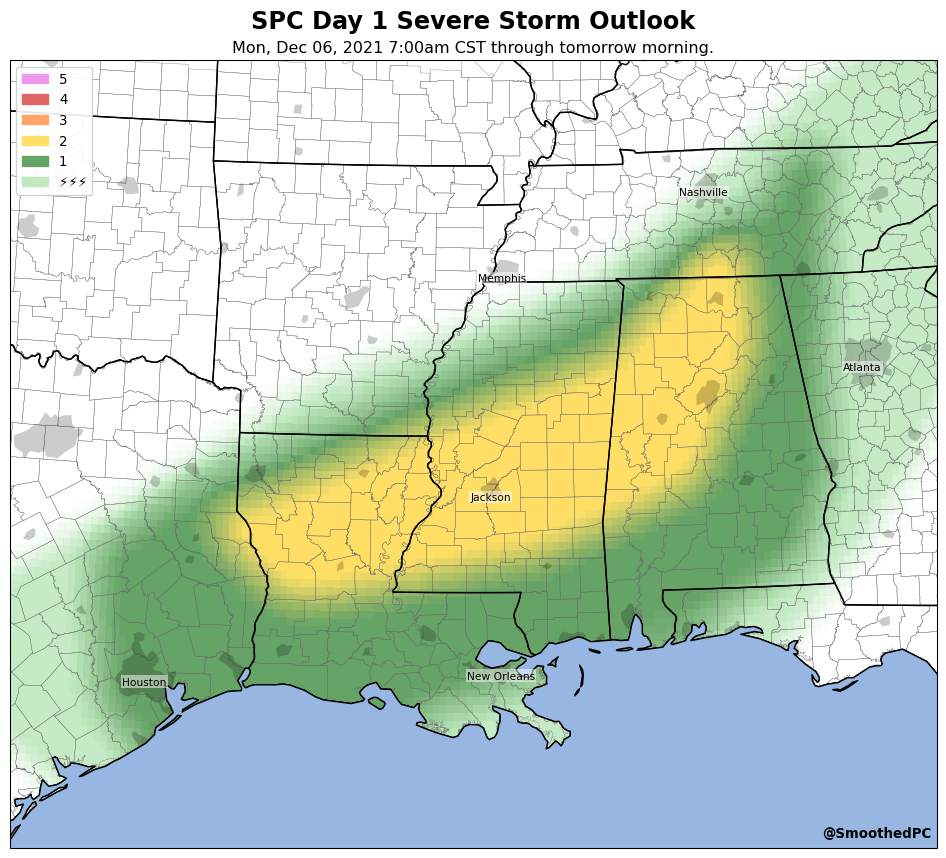 SPC Day 1 Severe Storm Outlook
Mon, Dec 06, 2021 7:00am CST through tomorrow morning.
5
4
3
2
1
⚡⚡⚡
Nashville
Memphis
Atlanta
Jackson
New Orleans
Houston
@SmoothedPC